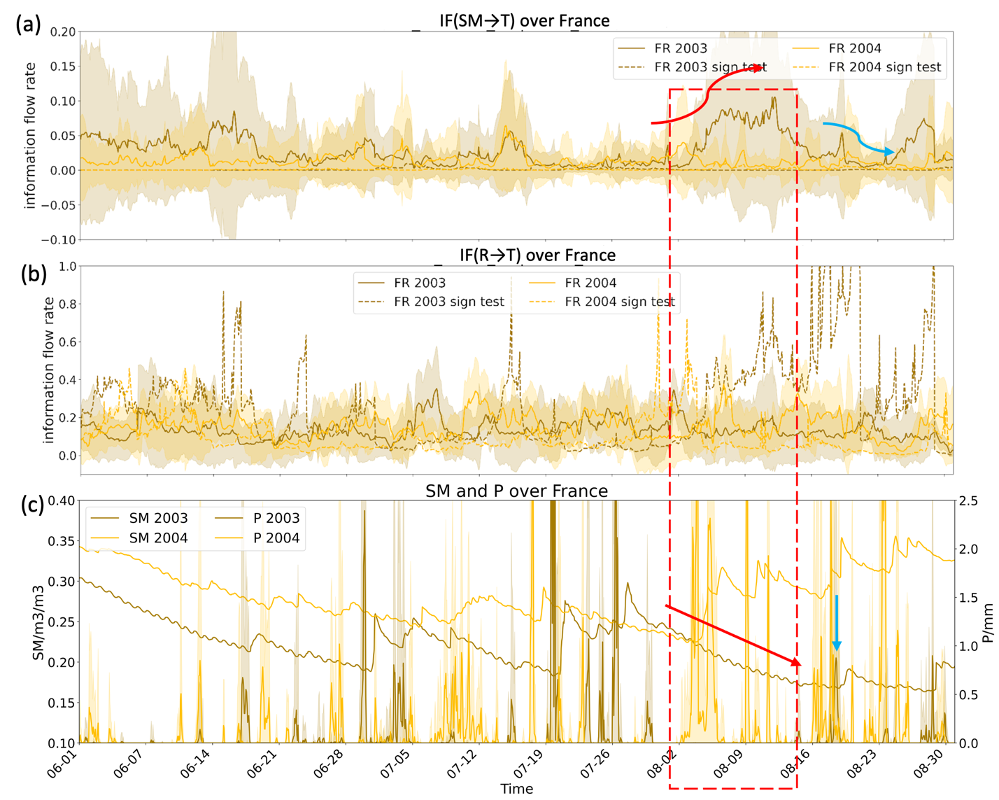 (a)
IF(SM→T) over France
information flow rate
0.20
0.15
0.10
0.05
0.00
−0.05
−0.10
FR 2003
FR 2003 sign test
FR 2004
FR 2004 sign test
(b)
IF(R→T) over France
information flow rate
1.0
0.8
0.6
0.4
0.2
0.0
FR 2003
FR 2003 sign test
FR 2004
FR 2004 sign test
(c)
SM and P over France
SM/m3/m3
0.40
0.35
0.30
0.25
0.20
0.15
0.10
SM 2003
SM 2004
P 2003
P 2004
2.5
2.0
1.5
1.0
0.5
0.0
P/mm
06-01
06-07
06-14
06-21
06-28
07-05
07-12
07-19
07-26
08-02
08-09
08-16
08-23
08-30
Time